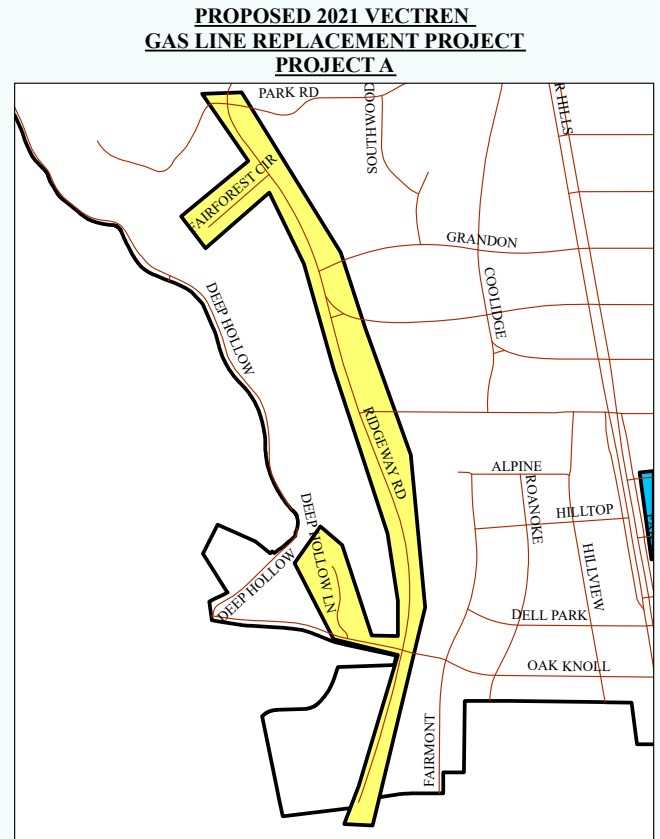 PROPOSED 2021 VECTREN
GAS LINE REPLACEMENT PROJECT
PROJECT A
PARK RD
SOUTHWOOD
R HILLS
FAIRFOREST CIR
GRANDON
COOLIDGE
DEEP HOLLOW
RIDGEWAY RD
ALPINE
ROANOKE
HILLTOP
HILLVIEW
DEEP HOLLOW LN
DEEP HOLLOW
DELL PARK
OAK KNOLL
FAIRMONT